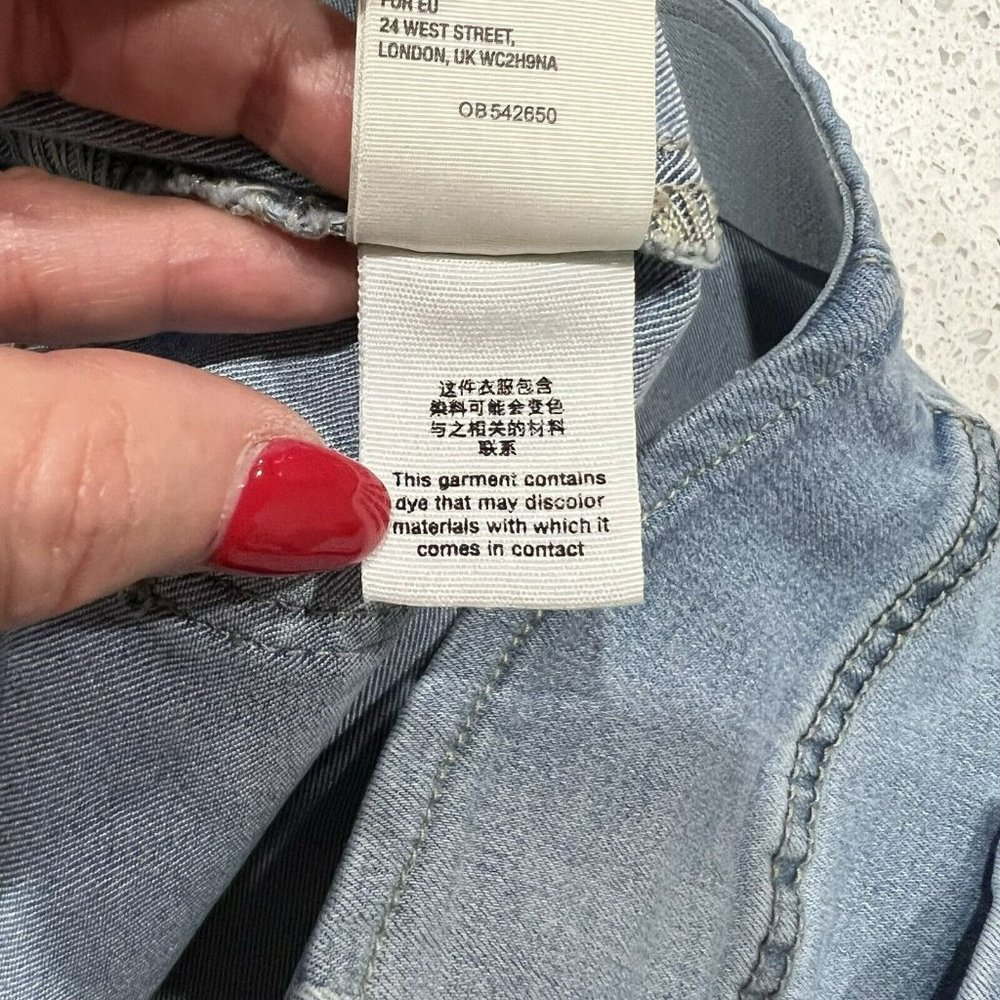 FOR EU
24 WEST STREET,
LONDON, UK WC2H9NA
OB542650
这件衣服包含
染料可能会变色
与之相关的材料
联系
This garment contains
dye that may discolor
materials with which it
comes in contact